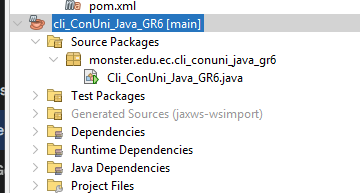 pom.xml
cli_ConUni_Java_GR6 [main]
Source Packages
monster.edu.ec.cli_conuni_java_gr6
Cli_ConUni_Java_GR6.java
Test Packages
Generated Sources (jaxws-wsimport)
Dependencies
Runtime Dependencies
Java Dependencies
Project Files